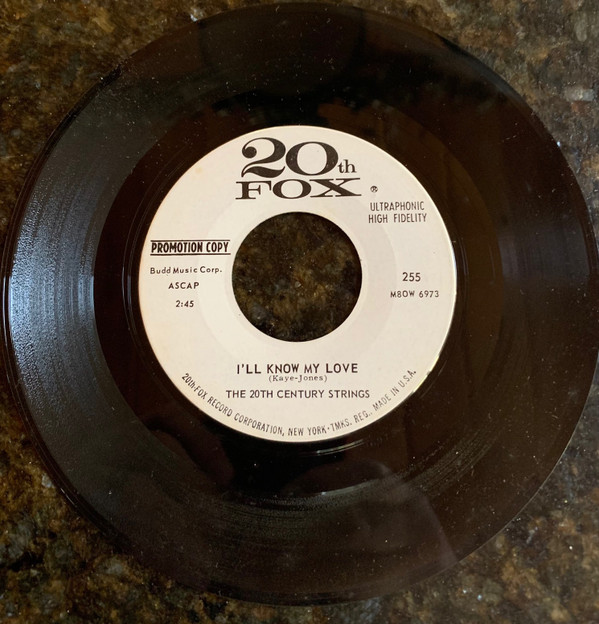 20th
FOX ®
ULTRAPHONIC
HIGH FIDELITY
PROMOTION COPY
Budd Music Corp.
ASCAP
2:45
255
M8OW 6973
I'LL KNOW MY LOVE
(Kaye-Jones)
THE 20TH CENTURY STRINGS
20th-FOX RECORD CORPORATION, NEW YORK·TMKS. REG., MADE IN U.S.A.